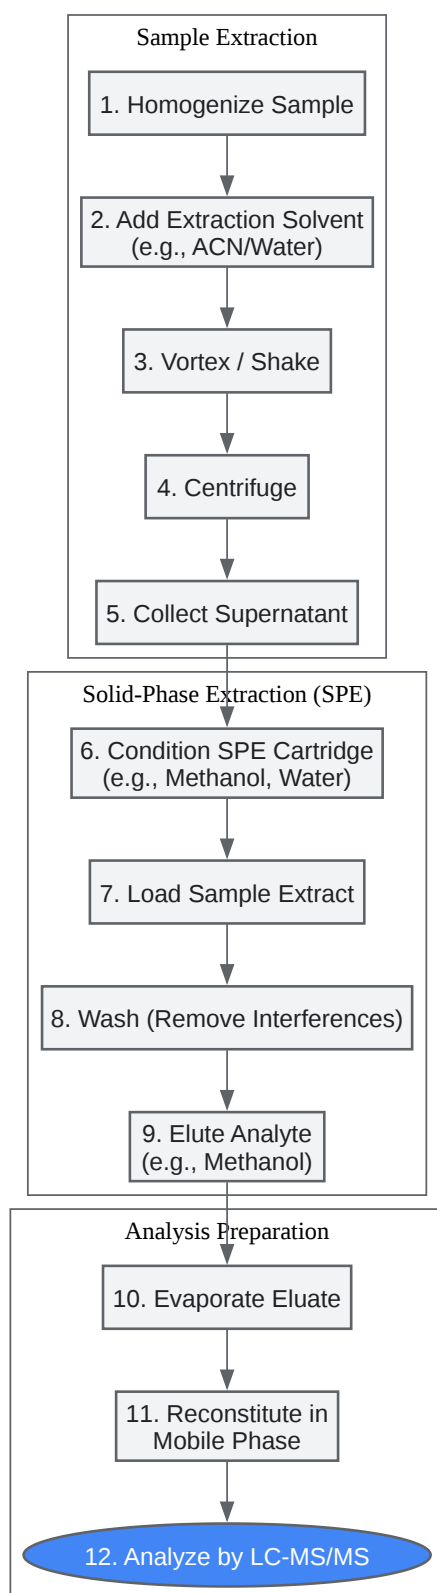 Sample Extraction
1. Homogenize Sample
2. Add Extraction Solvent
(e.g., ACN/Water)
3. Vortex / Shake
4. Centrifuge
5. Collect Supernatant
Solid-Phase Extraction (SPE)
6. Condition SPE Cartridge
(e.g., Methanol, Water)
7. Load Sample Extract
8. Wash (Remove Interferences)
9. Elute Analyte
(e.g., Methanol)
Analysis Preparation
10. Evaporate Eluate
11. Reconstitute in
Mobile Phase
12. Analyze by LC-MS/MS